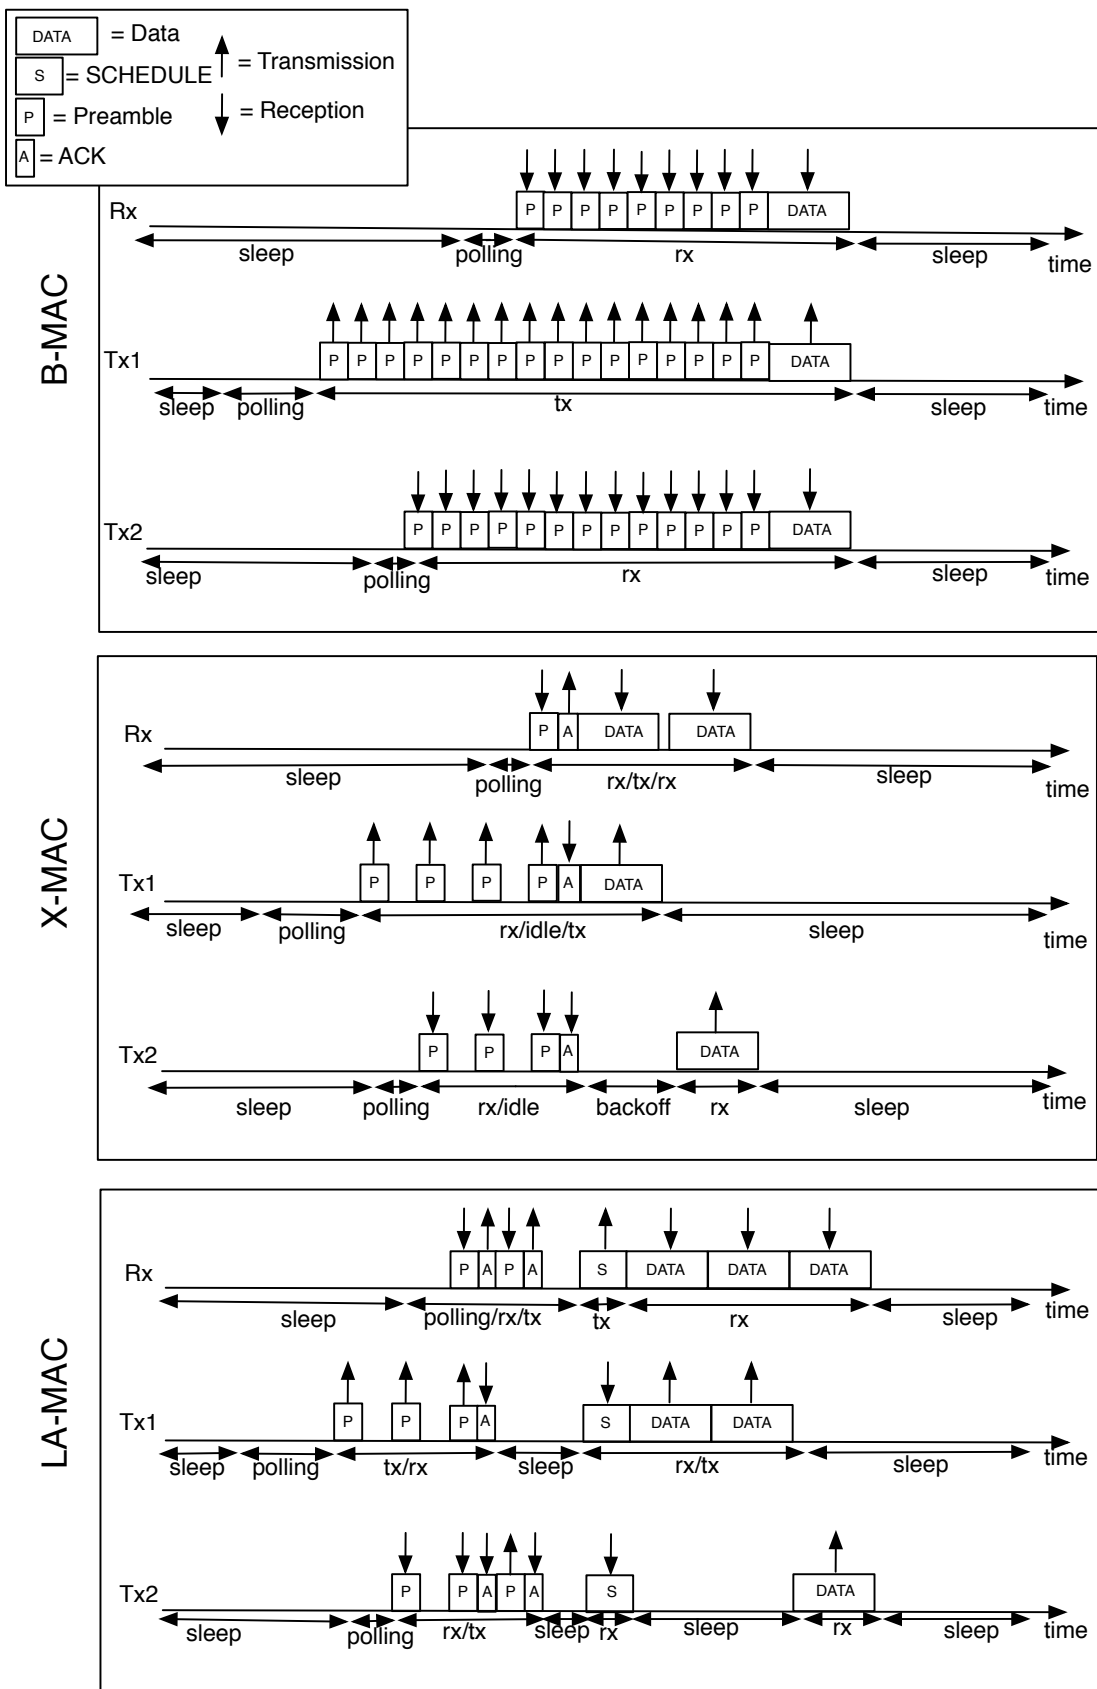 DATA = Data
S = SCHEDULE
P = Preamble
A = ACK
= Transmission
= Reception
B-MAC
Rx
P P P P P P P P P DATA
sleep polling rx sleep time
Tx1
P P P P P P P P P P P P P P P P DATA
sleep polling tx sleep time
Tx2
P P P P P P P P P P P P P DATA
sleep polling rx sleep time
X-MAC
Rx
P A DATA DATA
sleep polling rx/tx/rx sleep time
Tx1
P P P P A DATA
sleep polling rx/idle/tx sleep time
Tx2
P P P A DATA
sleep polling rx/idle backoff rx sleep time
LA-MAC
Rx
P A P A S DATA DATA DATA
sleep polling/rx/tx tx rx sleep time
Tx1
P P P A S DATA DATA
sleep polling tx/rx sleep rx/tx sleep time
Tx2
P P A P A S DATA
sleep polling rx/tx sleep rx sleep rx sleep time